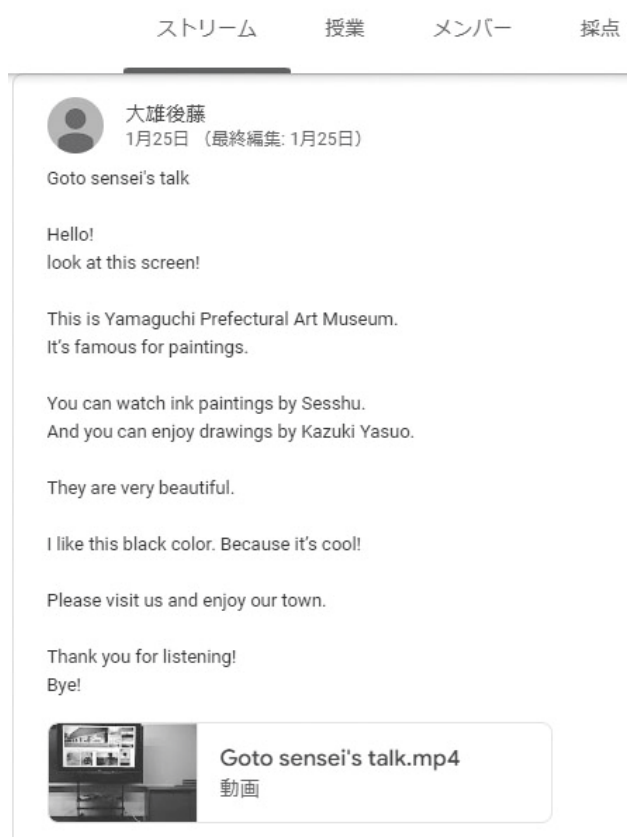 ストリーム 授業 メンバー 採点
大雄後藤
1月25日 （最終編集: 1月25日）
Goto sensei's talk
Hello!
look at this screen!
This is Yamaguchi Prefectural Art Museum.
It's famous for paintings.
You can watch ink paintings by Sesshu.
And you can enjoy drawings by Kazuki Yasuo.
They are very beautiful.
I like this black color. Because it's cool!
Please visit us and enjoy our town.
Thank you for listening!
Bye!
Goto sensei's talk.mp4
動画